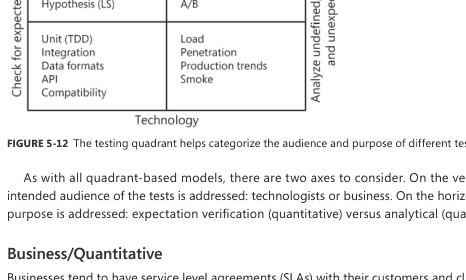 Hypothesis (LS)
A/B
Check for expecte
Unit (TDD)
Integration
Data formats
API
Compatibility
Load
Penetration
Production trends
Smoke
Analyze undefined
and unexpe
Technology
FIGURE 5-12 The testing quadrant helps categorize the audience and purpose of different te
As with all quadrant-based models, there are two axes to consider. On the ve
intended audience of the tests is addressed: technologists or business. On the horiz
purpose is addressed: expectation verification (quantitative) versus analytical (qua
Business/Quantitative
Businesses tend to have service level agreements (SLAs) with their customers and cl